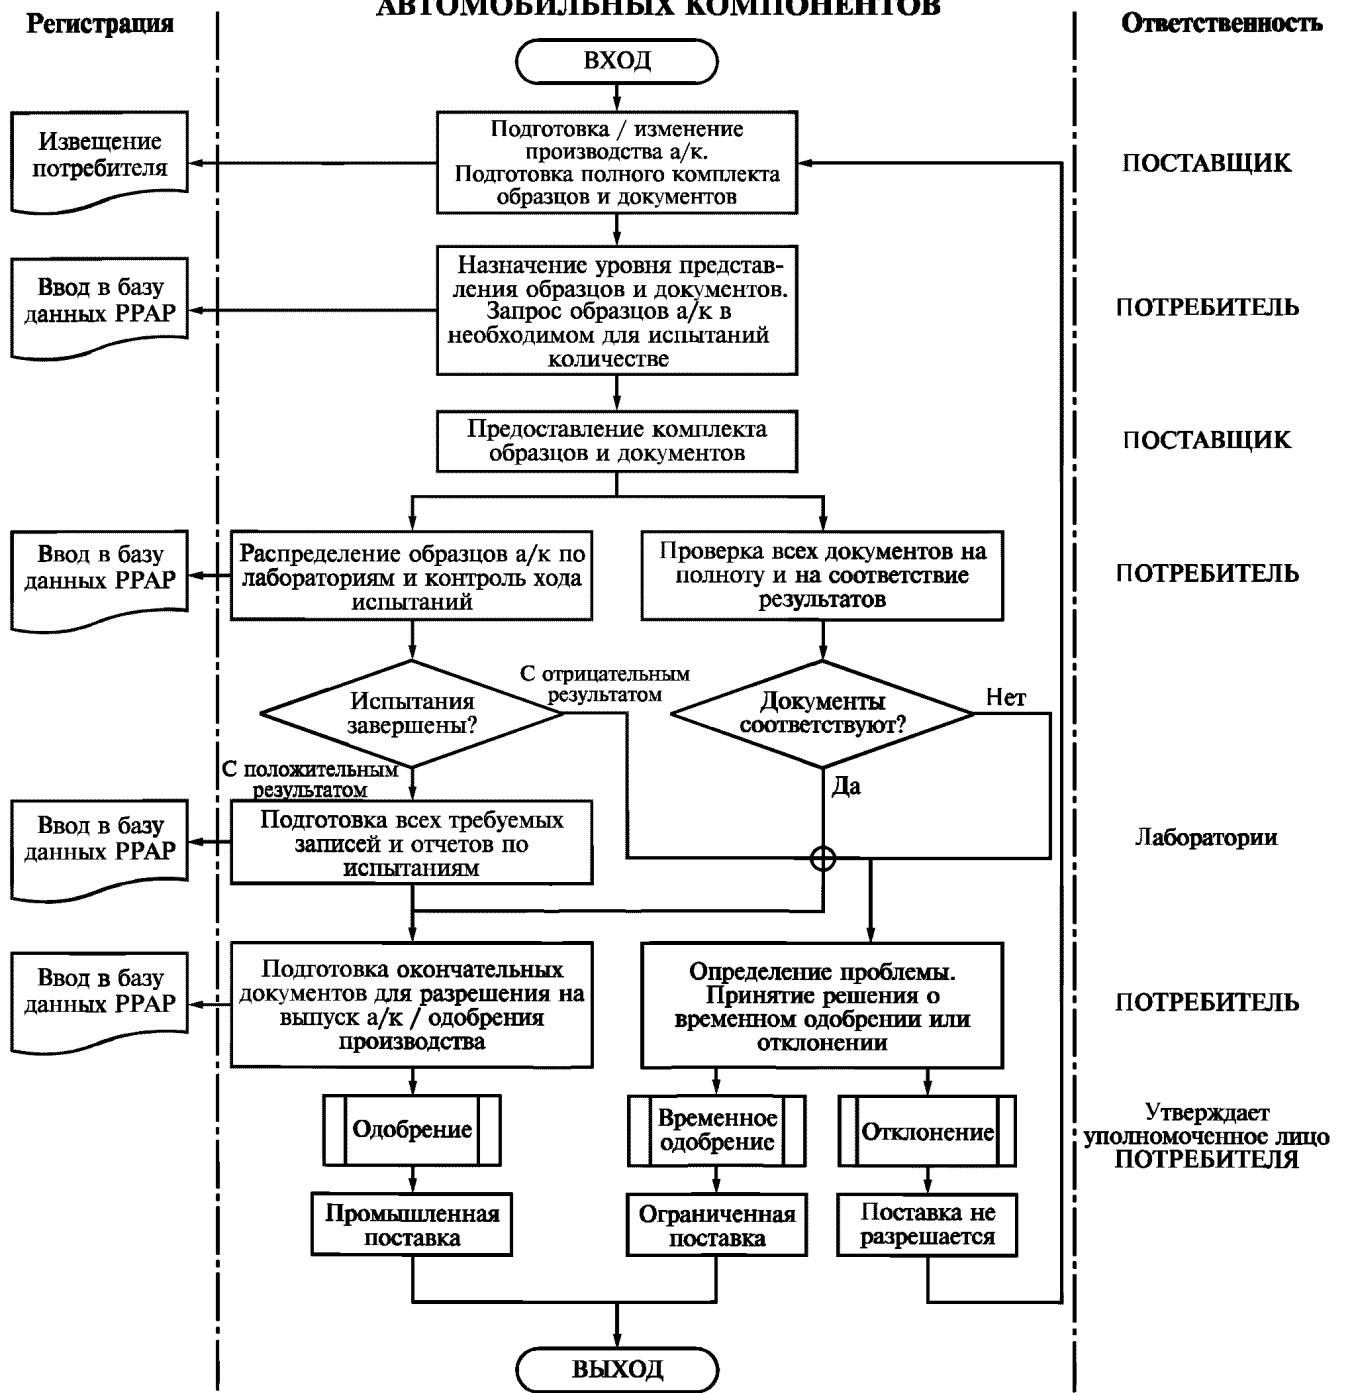 АВТОМОБИЛЬНЫХ КОМПОНЕНТОВ
Регистрация
Ответственность
ВХОД
Извещение
потребителя
Подготовка / изменение
производства а/к.
Подготовка полного комплекта
образцов и документов
ПОСТАВЩИК
Ввод в базу
данных PPAP
Назначение уровня представ-
ления образцов и документов.
Запрос образцов а/к в
необходимом для испытаний
количестве
ПОТРЕБИТЕЛЬ
Предоставление комплекта
образцов и документов
ПОСТАВЩИК
Ввод в базу
данных PPAP
Распределение образцов а/к по
лабораториям и контроль хода
испытаний
Проверка всех документов на
полноту и на соответствие
результатов
ПОТРЕБИТЕЛЬ
Испытания
завершены?
С отрицательным
результатом
Документы
соответствуют?
Нет
С положительным
результатом
Да
Ввод в базу
данных PPAP
Подготовка всех требуемых
записей и отчетов по
испытаниям
Лаборатории
Ввод в базу
данных PPAP
Подготовка окончательных
документов для разрешения на
выпуск а/к / одобрения
производства
Определение проблемы.
Принятие решения о
временном одобрении или
отклонении
ПОТРЕБИТЕЛЬ
Одобрение
Временное
одобрение
Отклонение
Утверждает
уполномоченное лицо
ПОТРЕБИТЕЛЯ
Промышленная
поставка
Ограниченная
поставка
Поставка не
разрешается
ВЫХОД